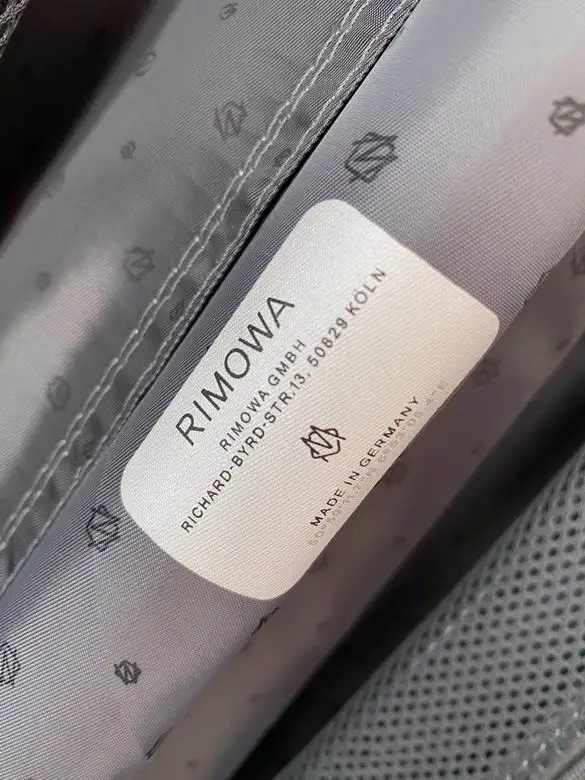 RIMOWA
RIMOWA GMBH
RICHARD-BYRD-STR.13, 50829 KÖLN
MADE IN GERMANY